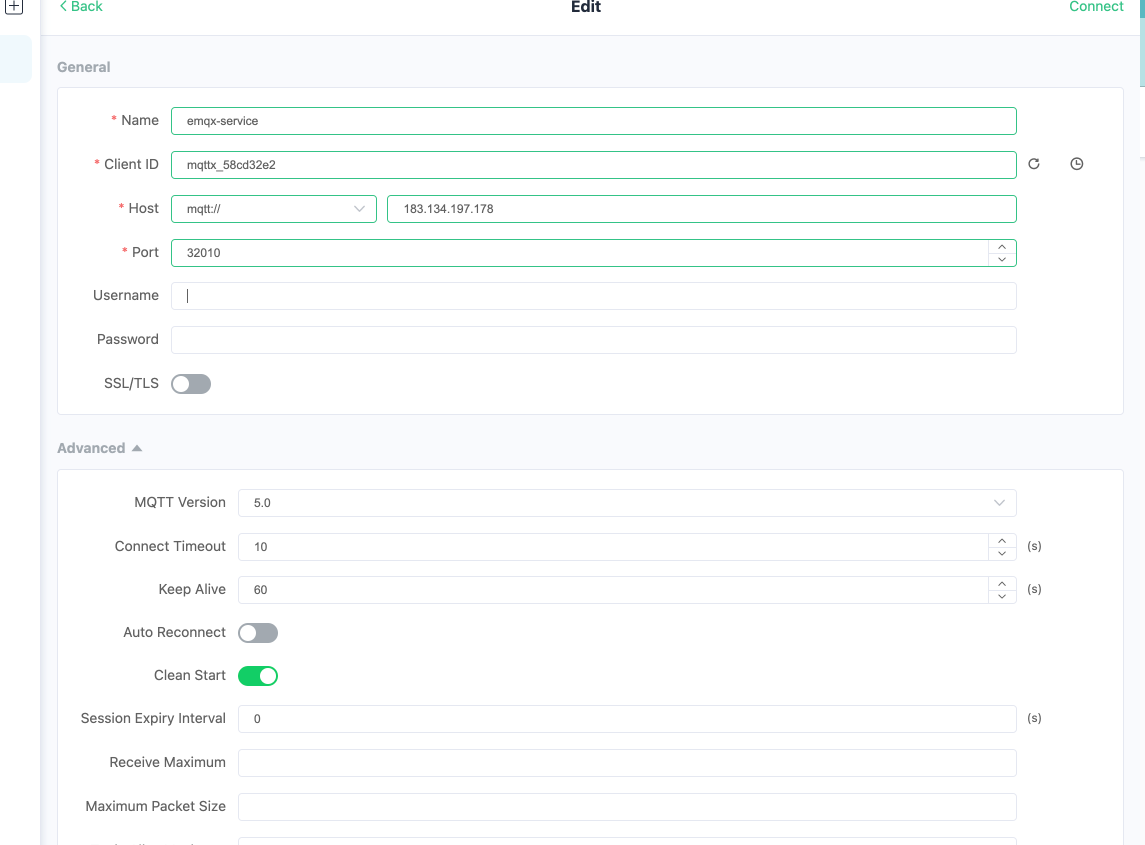 Back
Edit
Connect
General
* Name emqx-service
* Client ID mqttx_58cd32e2
* Host mqtt:// 183.134.197.178
* Port 32010
Username
Password
SSL/TLS
Advanced
MQTT Version 5.0
Connect Timeout 10 (s)
Keep Alive 60 (s)
Auto Reconnect
Clean Start
Session Expiry Interval 0 (s)
Receive Maximum
Maximum Packet Size